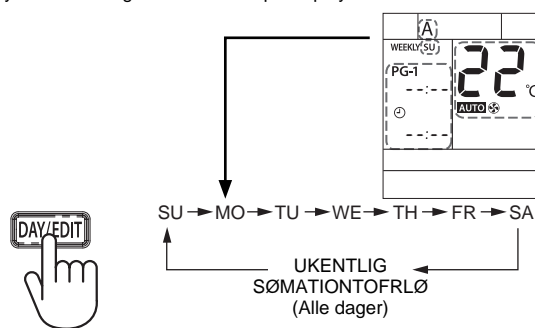 A
WEEKLY SU
PG-1
22
°C
--:--
AUTO
--:--
SU MO TU WE TH FR SA
DAY/EDIT
UKENTLIG
SØMATIONTOFRLØ
(Alle dager)